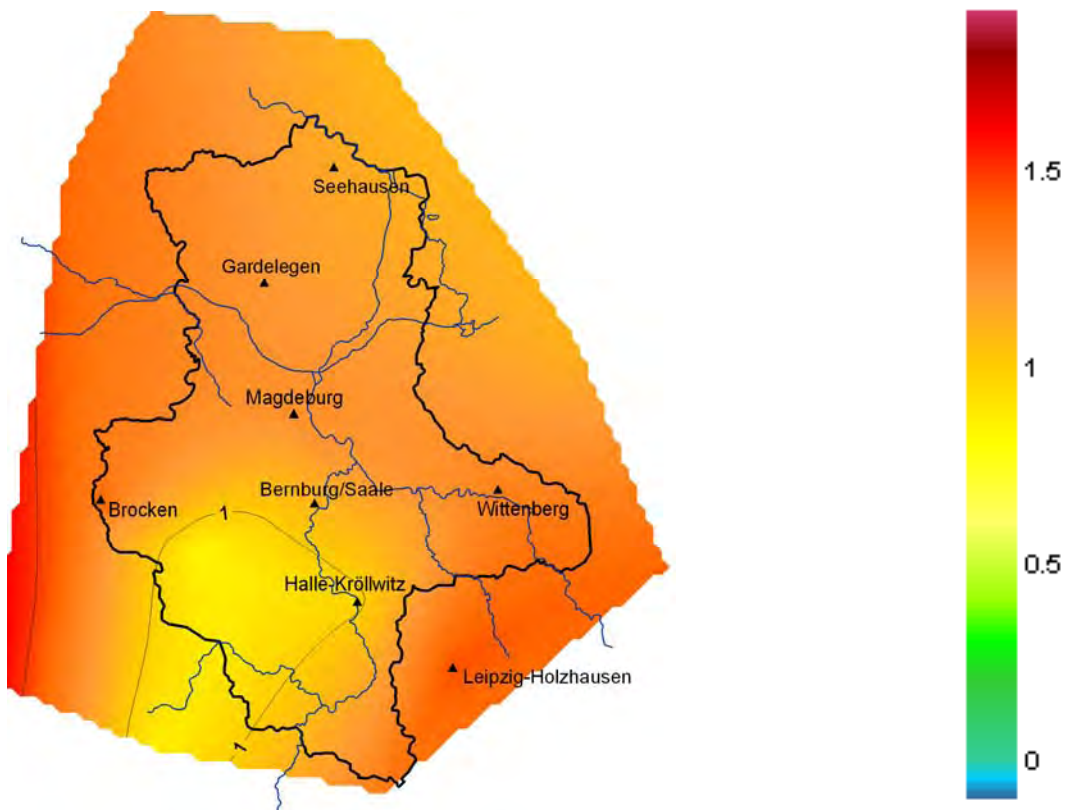 Seehausen
1.5
Gardelegen
1
Magdeburg
Bernburg/Saale
Wittenberg
Brocken
1
0.5
Halle-Kröllwitz
Leipzig-Holzhausen
1
0